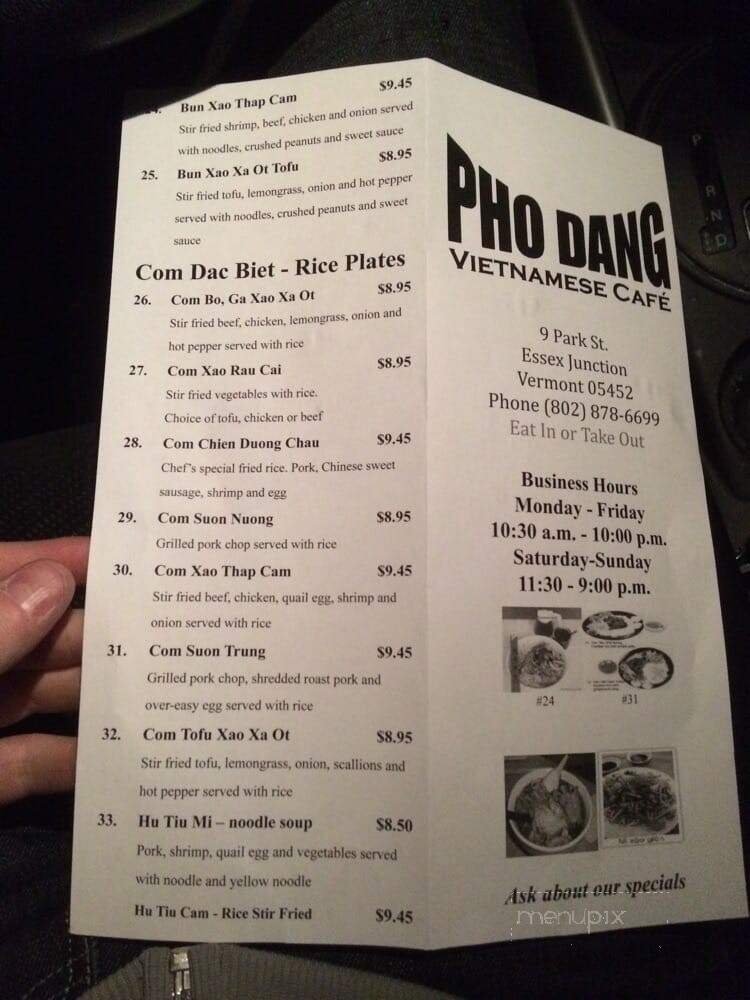 Bun Xao Thap Cam $9.45
Stir fried shrimp, beef, chicken and onion served
with noodles, crushed peanuts and sweet sauce
25. Bun Xao Xa Ot Tofu $8.95
Stir fried tofu, lemongrass, onion and hot pepper
served with noodles, crushed peanuts and sweet
sauce
Com Dac Biet - Rice Plates
26. Com Bo, Ga Xao Xa Ot $8.95
Stir fried beef, chicken, lemongrass, onion and
hot pepper served with rice
27. Com Xao Rau Cai $8.95
Stir fried vegetables with rice.
Choice of tofu, chicken or beef
28. Com Chien Duong Chau $9.45
Chef's special fried rice. Pork, Chinese sweet
sausage, shrimp and egg
29. Com Suon Nuong $8.95
Grilled pork chop served with rice
30. Com Xao Thap Cam $9.45
Stir fried beef, chicken, quail egg, shrimp and
onion served with rice
31. Com Suon Trung $9.45
Grilled pork chop, shredded roast pork and
over-easy egg served with rice
32. Com Tofu Xao Xa Ot $8.95
Stir fried tofu, lemongrass, onion, scallions and
hot pepper served with rice
33. Hu Tiu Mi – noodle soup $8.50
Pork, shrimp, quail egg and vegetables served
with noodle and yellow noodle
Hu Tiu Cam - Rice Stir Fried $9.45
PHO DANG
VIETNAMESE CAFÉ
9 Park St.
Essex Junction
Vermont 05452
Phone (802) 878-6699
Eat In or Take Out
Business Hours
Monday - Friday
10:30 a.m. - 10:00 p.m.
Saturday-Sunday
11:30 - 9:00 p.m.
#24 #31
Ask about our specials
menupix
P
R
N
D